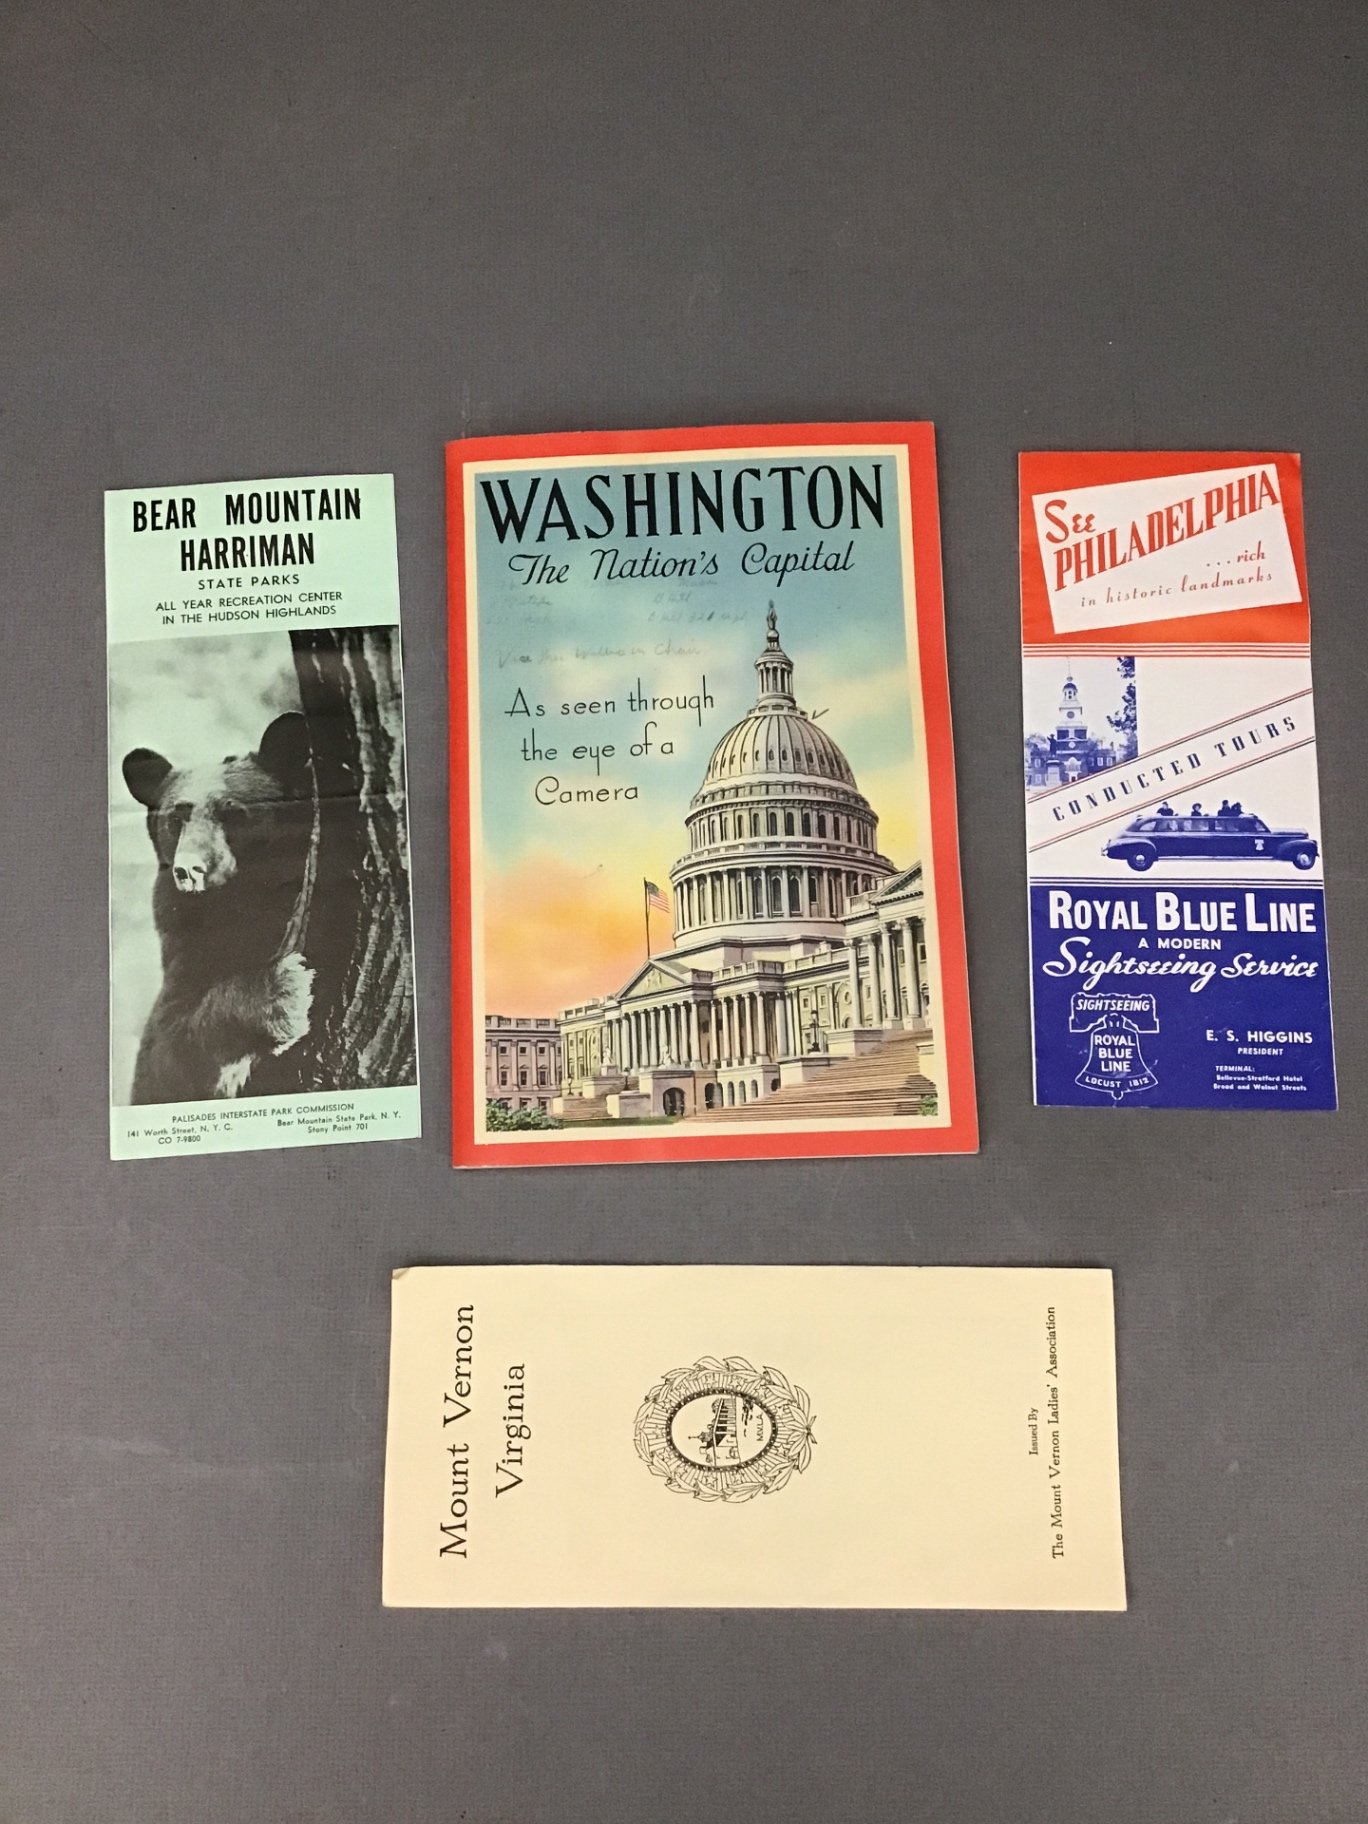 BEAR MOUNTAIN
HARRIMAN
STATE PARKS
ALL YEAR RECREATION CENTER
IN THE HUDSON HIGHLANDS
PALISADES INTERSTATE PARK COMMISSION
141 Worth Street, N. Y. C.
CO 7-9800
Bear Mountain State Park, N. Y.
Stony Point 701
WASHINGTON
The Nation's Capital
As seen through
the eye of a
Camera
See
PHILADELPHIA
...rich
in historic landmarks
CONDUCTED TOURS
ROYAL BLUE LINE
A MODERN
Sightseeing Service
SIGHTSEEING
ROYAL
BLUE
LINE
LOCUST 1812
E. S. HIGGINS
PRESIDENT
TERMINAL:
Bellevue-Stratford Hotel
Broad and Walnut Streets
Mount Vernon
Virginia
M.V.L.A.
Issued By
The Mount Vernon Ladies' Association